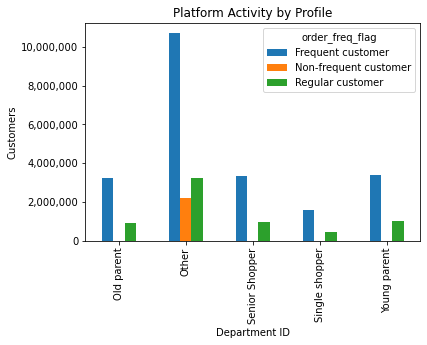 Platform Activity by Profile
order_freq_flag
Frequent customer
Non-frequent customer
Regular customer
Customers
10,000,000
8,000,000
6,000,000
4,000,000
2,000,000
0
Old parent
Other
Senior Shopper
Single shopper
Young parent
Department ID